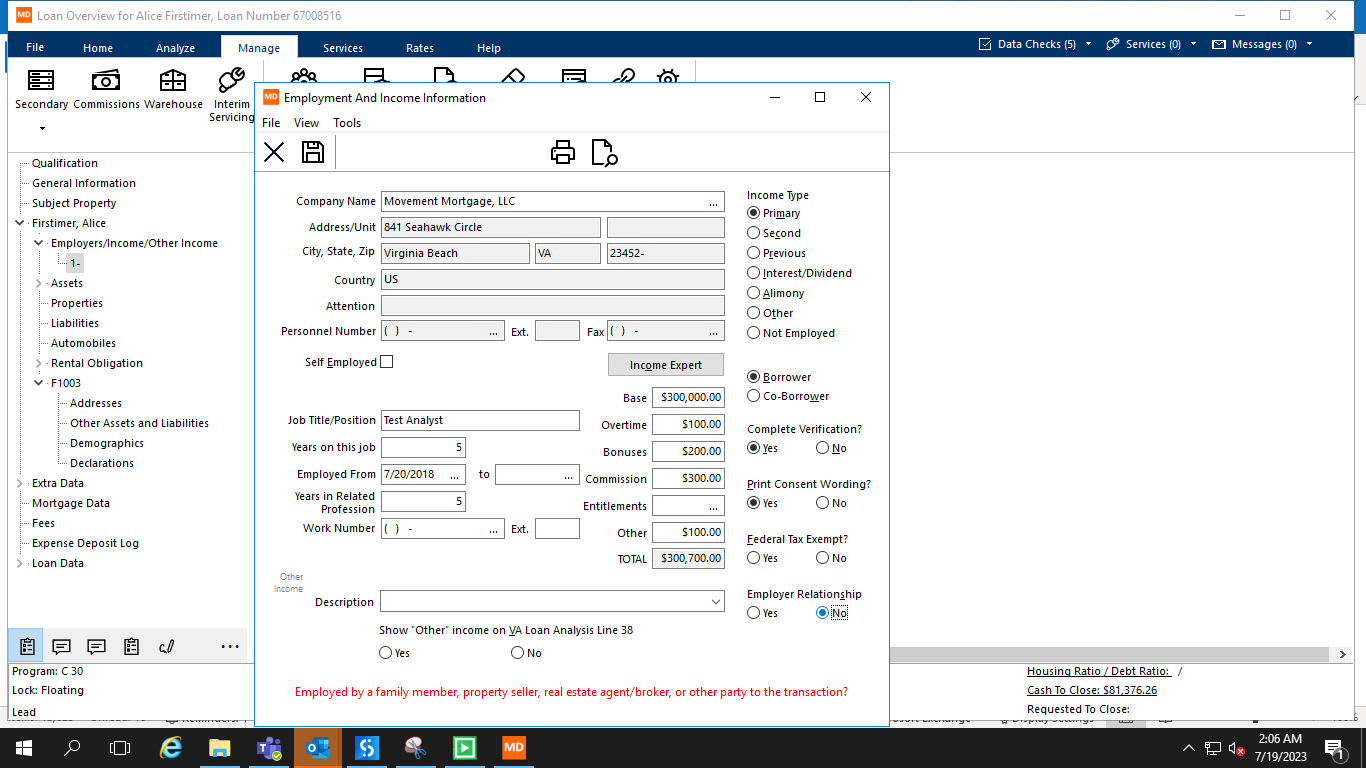 MD Loan Overview for Alice Firstimer, Loan Number 67008516
File Home Analyze Manage Services Rates Help Data Checks (5) Services (0) Messages (0)
Secondary Commissions Warehouse Interim Servicing
MD Employment And Income Information
File View Tools
Qualification
General Information
Subject Property
Firstimer, Alice
Employers/Income/Other Income
1-
Assets
Properties
Liabilities
Automobiles
Rental Obligation
F1003
Addresses
Other Assets and Liabilities
Demographics
Declarations
Extra Data
Mortgage Data
Fees
Expense Deposit Log
Loan Data
...
Program: C 30
Lock: Floating
Lead
Company Name Movement Mortgage, LLC ...
Address/Unit 841 Seahawk Circle
City, State, Zip Virginia Beach VA 23452-
Country US
Attention
Personnel Number ( ) - ... Ext. Fax ( ) - ...
Self Employed
Income Expert
Base $300,000.00
Job Title/Position Test Analyst
Overtime $100.00
Years on this job 5
Bonuses $200.00
Employed From 7/20/2018 ... to ...
Commission $300.00
Years in Related Profession 5
Entitlements ...
Work Number ( ) - ... Ext.
Other $100.00
TOTAL $300,700.00
Other Income
Description
Show "Other" income on VA Loan Analysis Line 38
Yes No
Employed by a family member, property seller, real estate agent/broker, or other party to the transaction?
Income Type
Primary
Second
Previous
Interest/Dividend
Alimony
Other
Not Employed
Borrower
Co-Borrower
Complete Verification?
Yes No
Print Consent Wording?
Yes No
Federal Tax Exempt?
Yes No
Employer Relationship
Yes No
Housing Ratio / Debt Ratio: /
Cash To Close: $81,376.26
Requested To Close:
MD
2:06 AM
7/19/2023
1